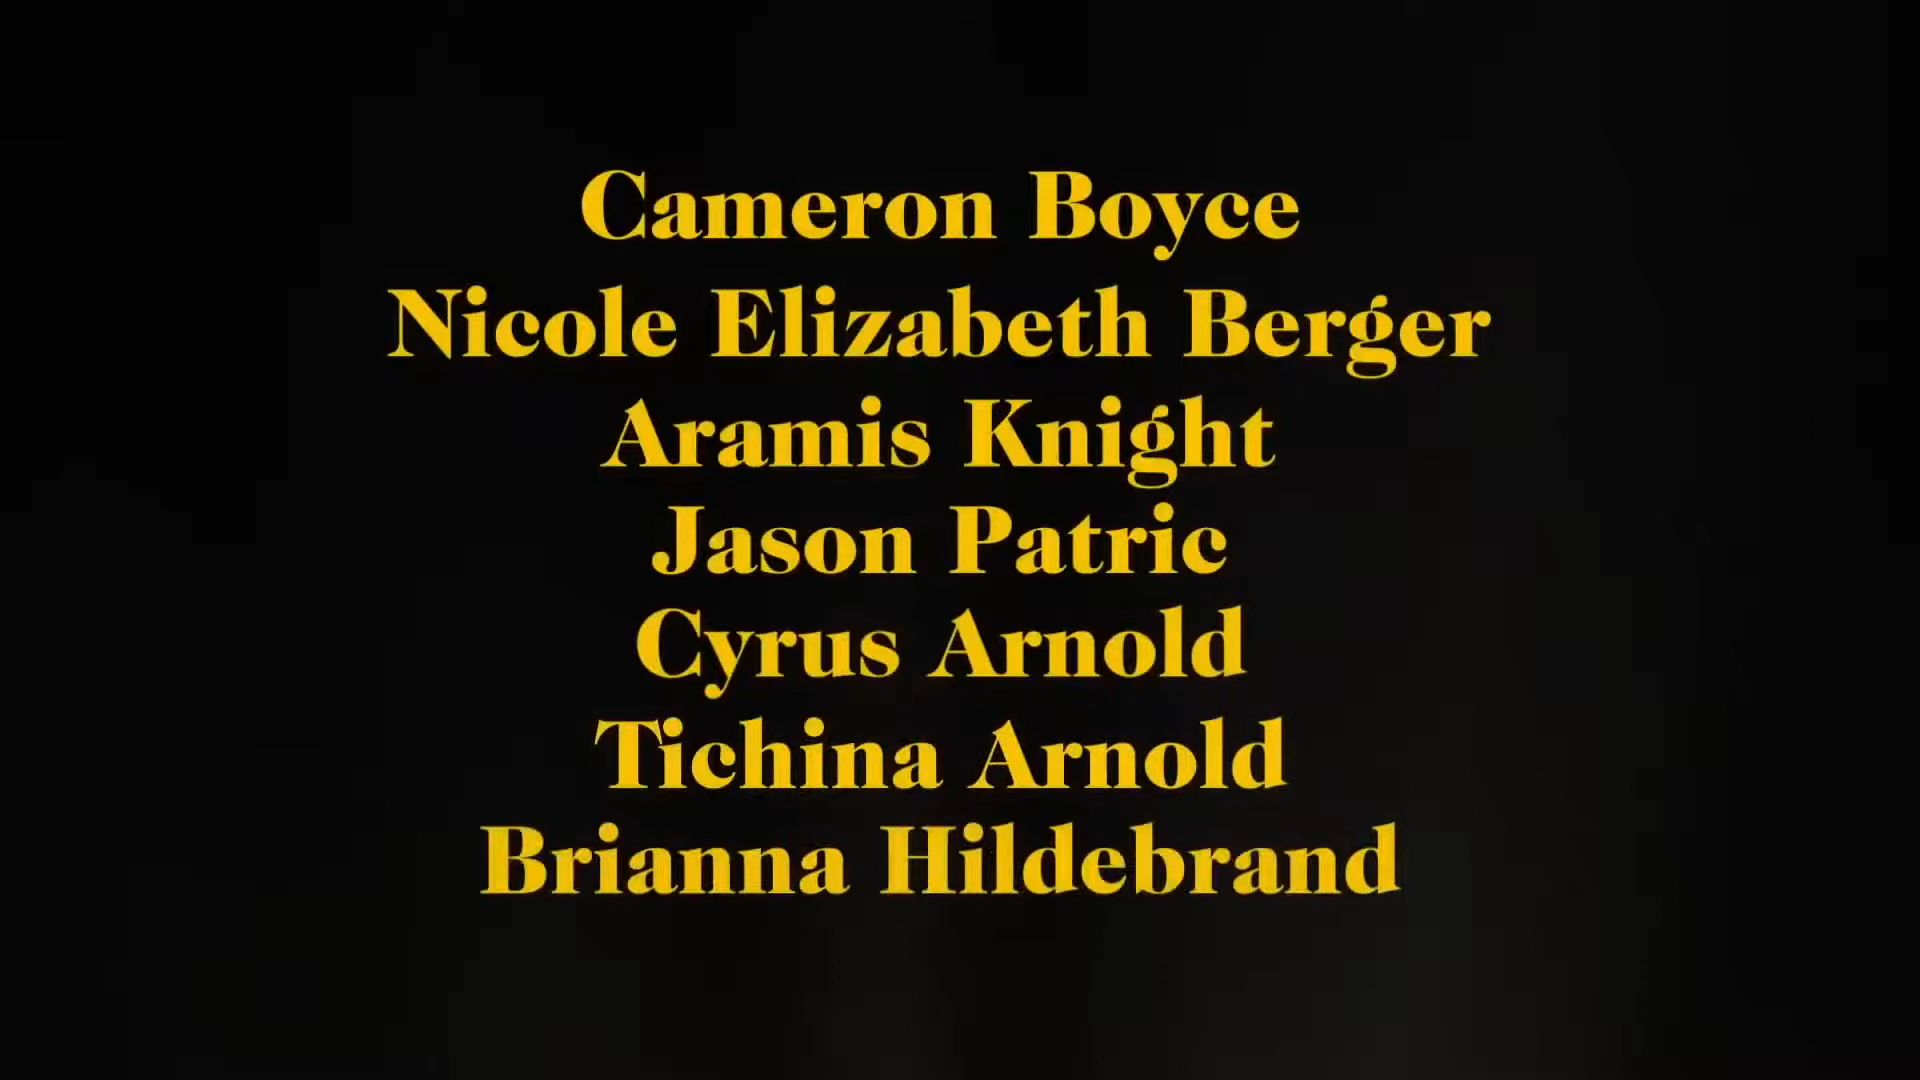 Cameron Boyce
Nicole Elizabeth Berger
Aramis Knight
Jason Patric
Cyrus Arnold
Tichina Arnold
Brianna Hildebrand